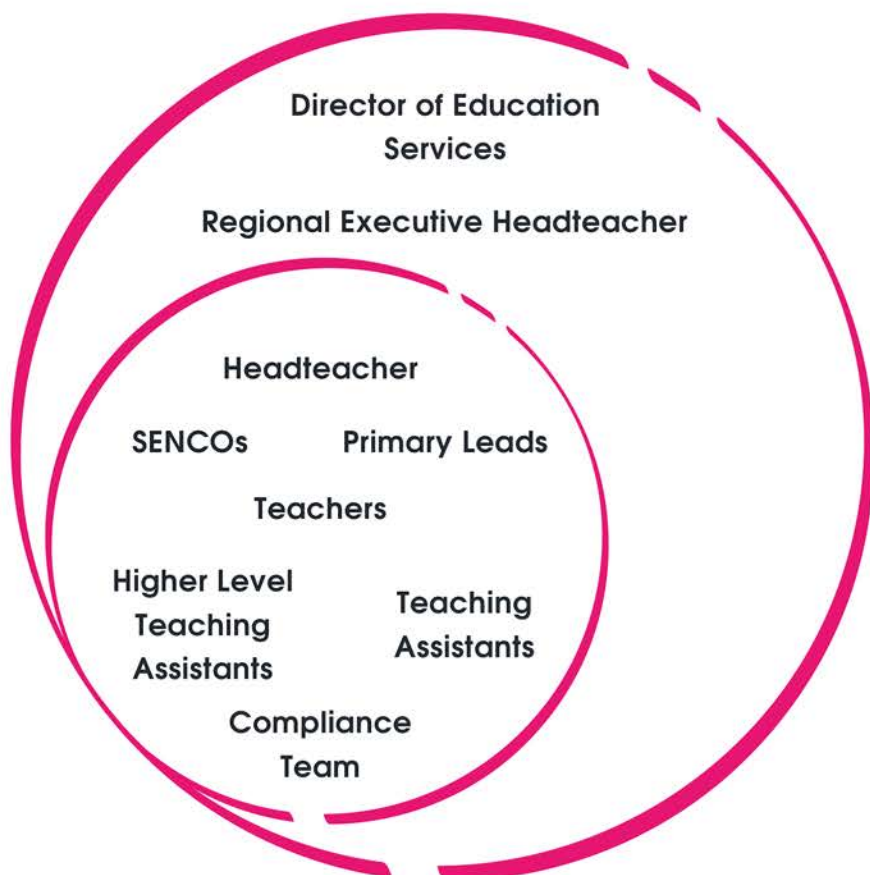 Director of Education
Services
Regional Executive Headteacher
Headteacher
SENCOs
Primary Leads
Teachers
Higher Level
Teaching
Assistants
Teaching
Assistants
Compliance
Team